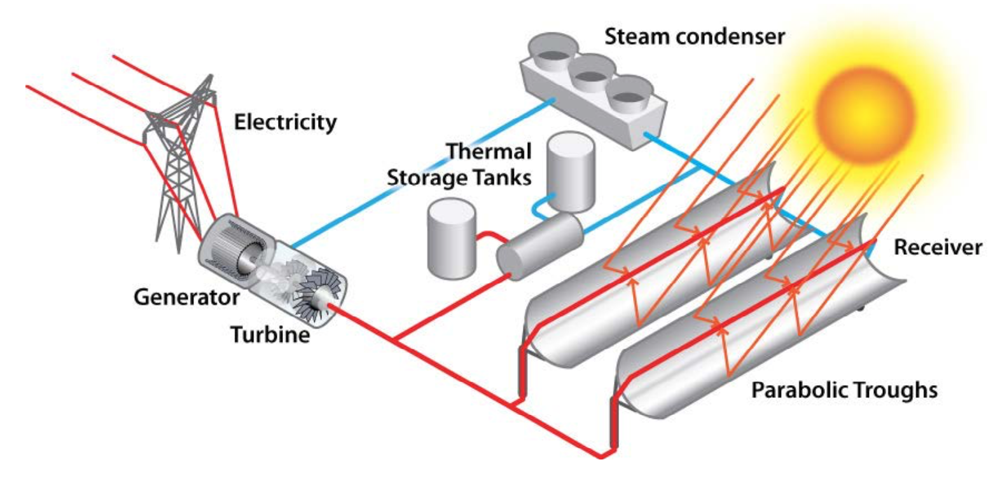 Steam condenser
Electricity
Thermal
Storage Tanks
Receiver
Generator
Turbine
Parabolic Troughs